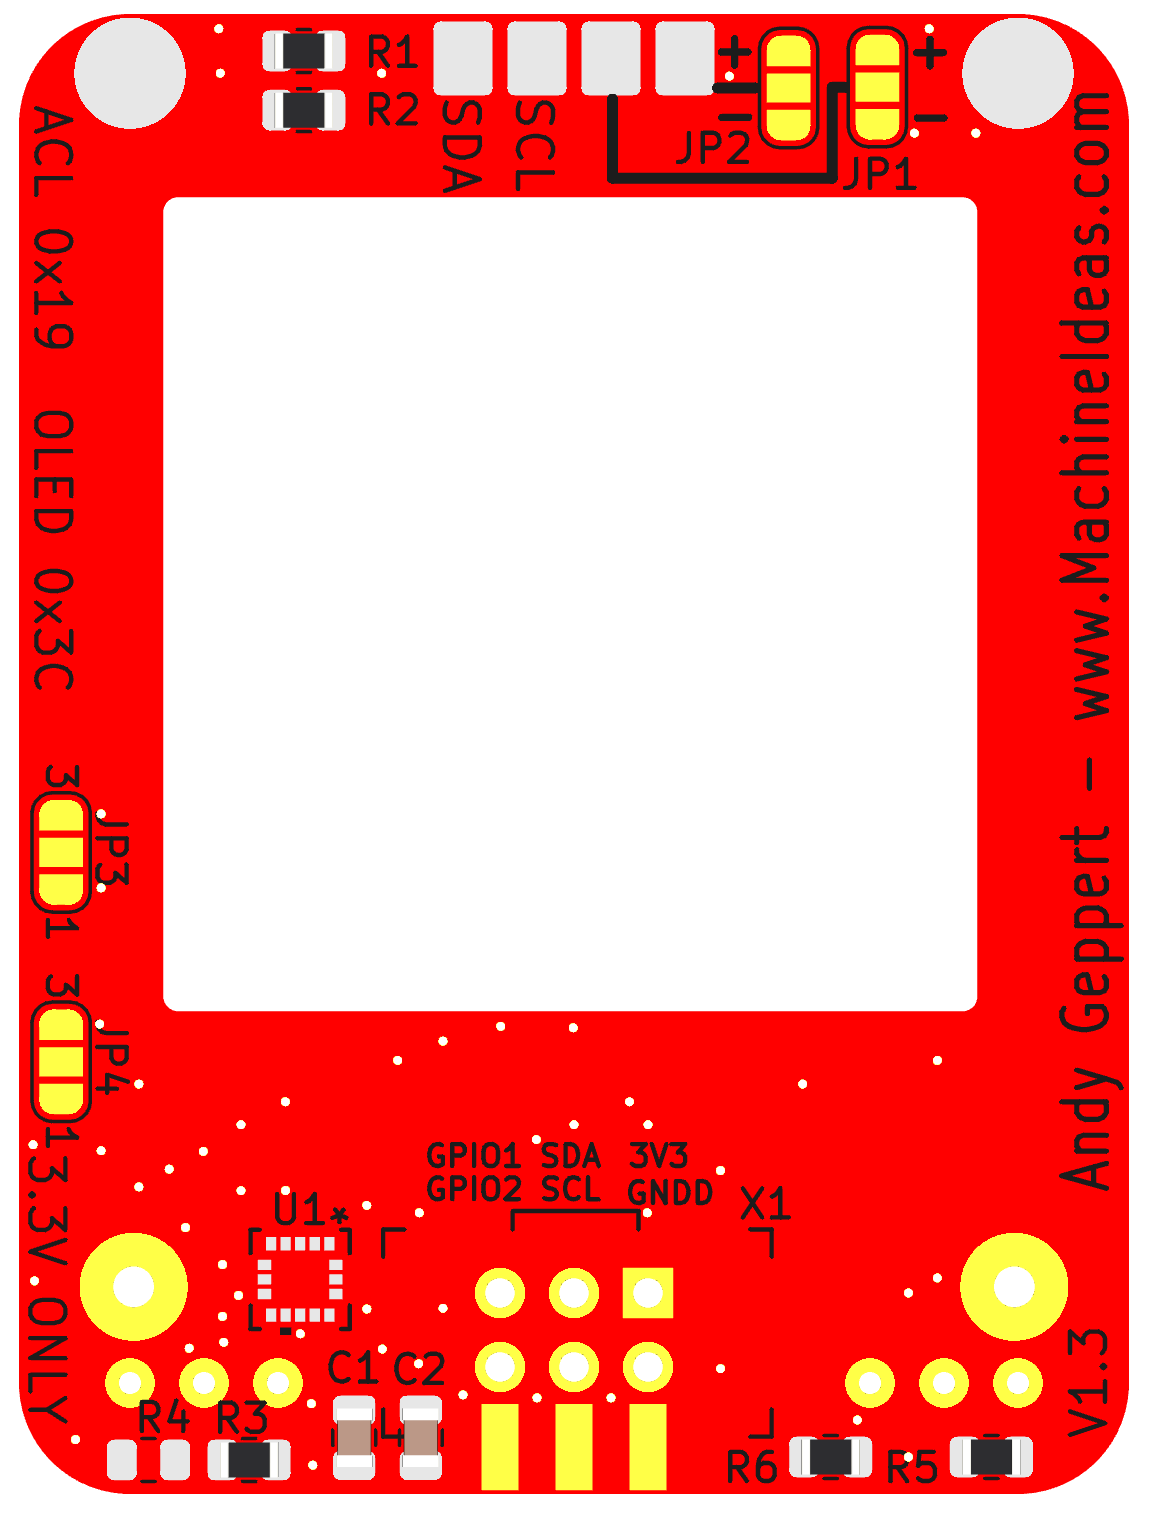 R1
R2
SDA
SCL
+
+
-
-
JP2
JP1
ACL 0x19 OLED 0x3C
Andy Geppert - www.MachineIdeas.com
3
JP3
1
3
JP4
1
3.3V ONLY
GPIO1 SDA 3V3
GPIO2 SCL GNDD
U1*
X1
C1
C2
R4
R3
R6
R5
V1.3